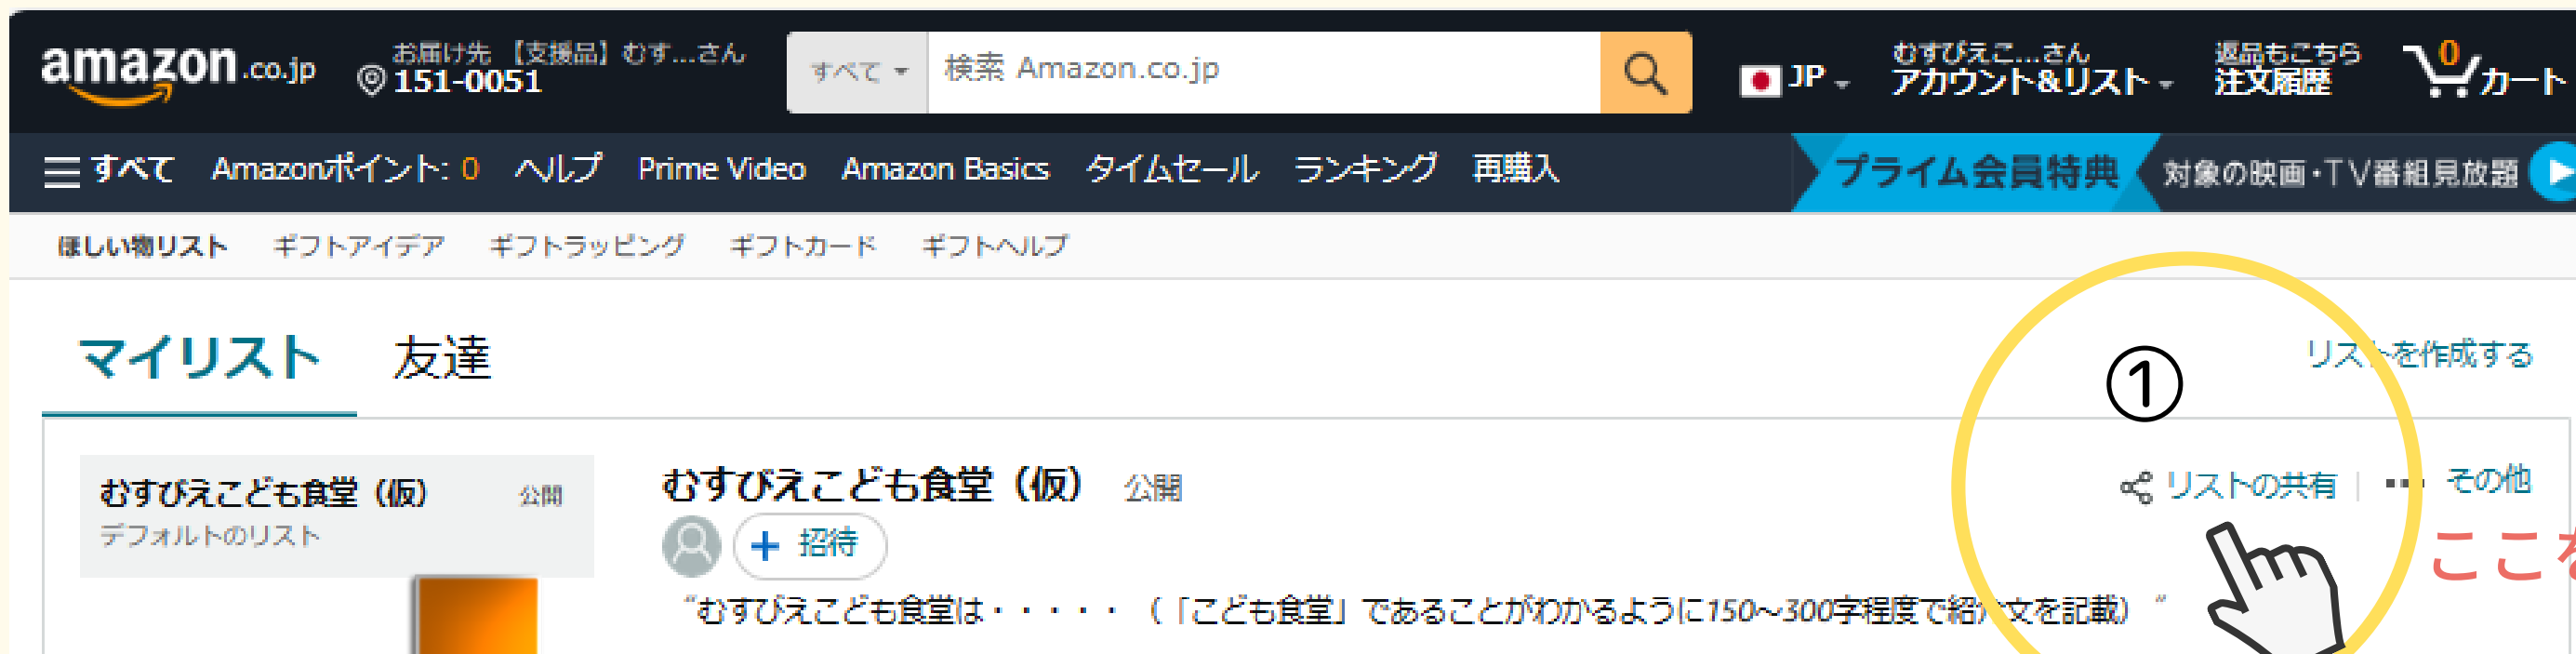 amazon.co.jp
お届け先 【支援品】むす...さん
151-0051
すべて
検索 Amazon.co.jp
JP
むすびえこ...さん
アカウント&リスト
返品もこちら
注文履歴
0
カート
すべて Amazonポイント: 0 ヘルプ Prime Video Amazon Basics タイムセール ランキング 再購入
プライム会員特典 対象の映画・TV番組見放題
ほしい物リスト ギフトアイデア ギフトラッピング ギフトカード ギフトヘルプ
マイリスト 友達
①
リストを作成する
むすびえこども食堂（仮） 公開
デフォルトのリスト
むすびえこども食堂（仮） 公開
リストの共有 | ••• その他
+ 招待
ここ
“むすびえこども食堂は・・・・・（「こども食堂」であることがわかるように150～300字程度で紹介文を記載）”